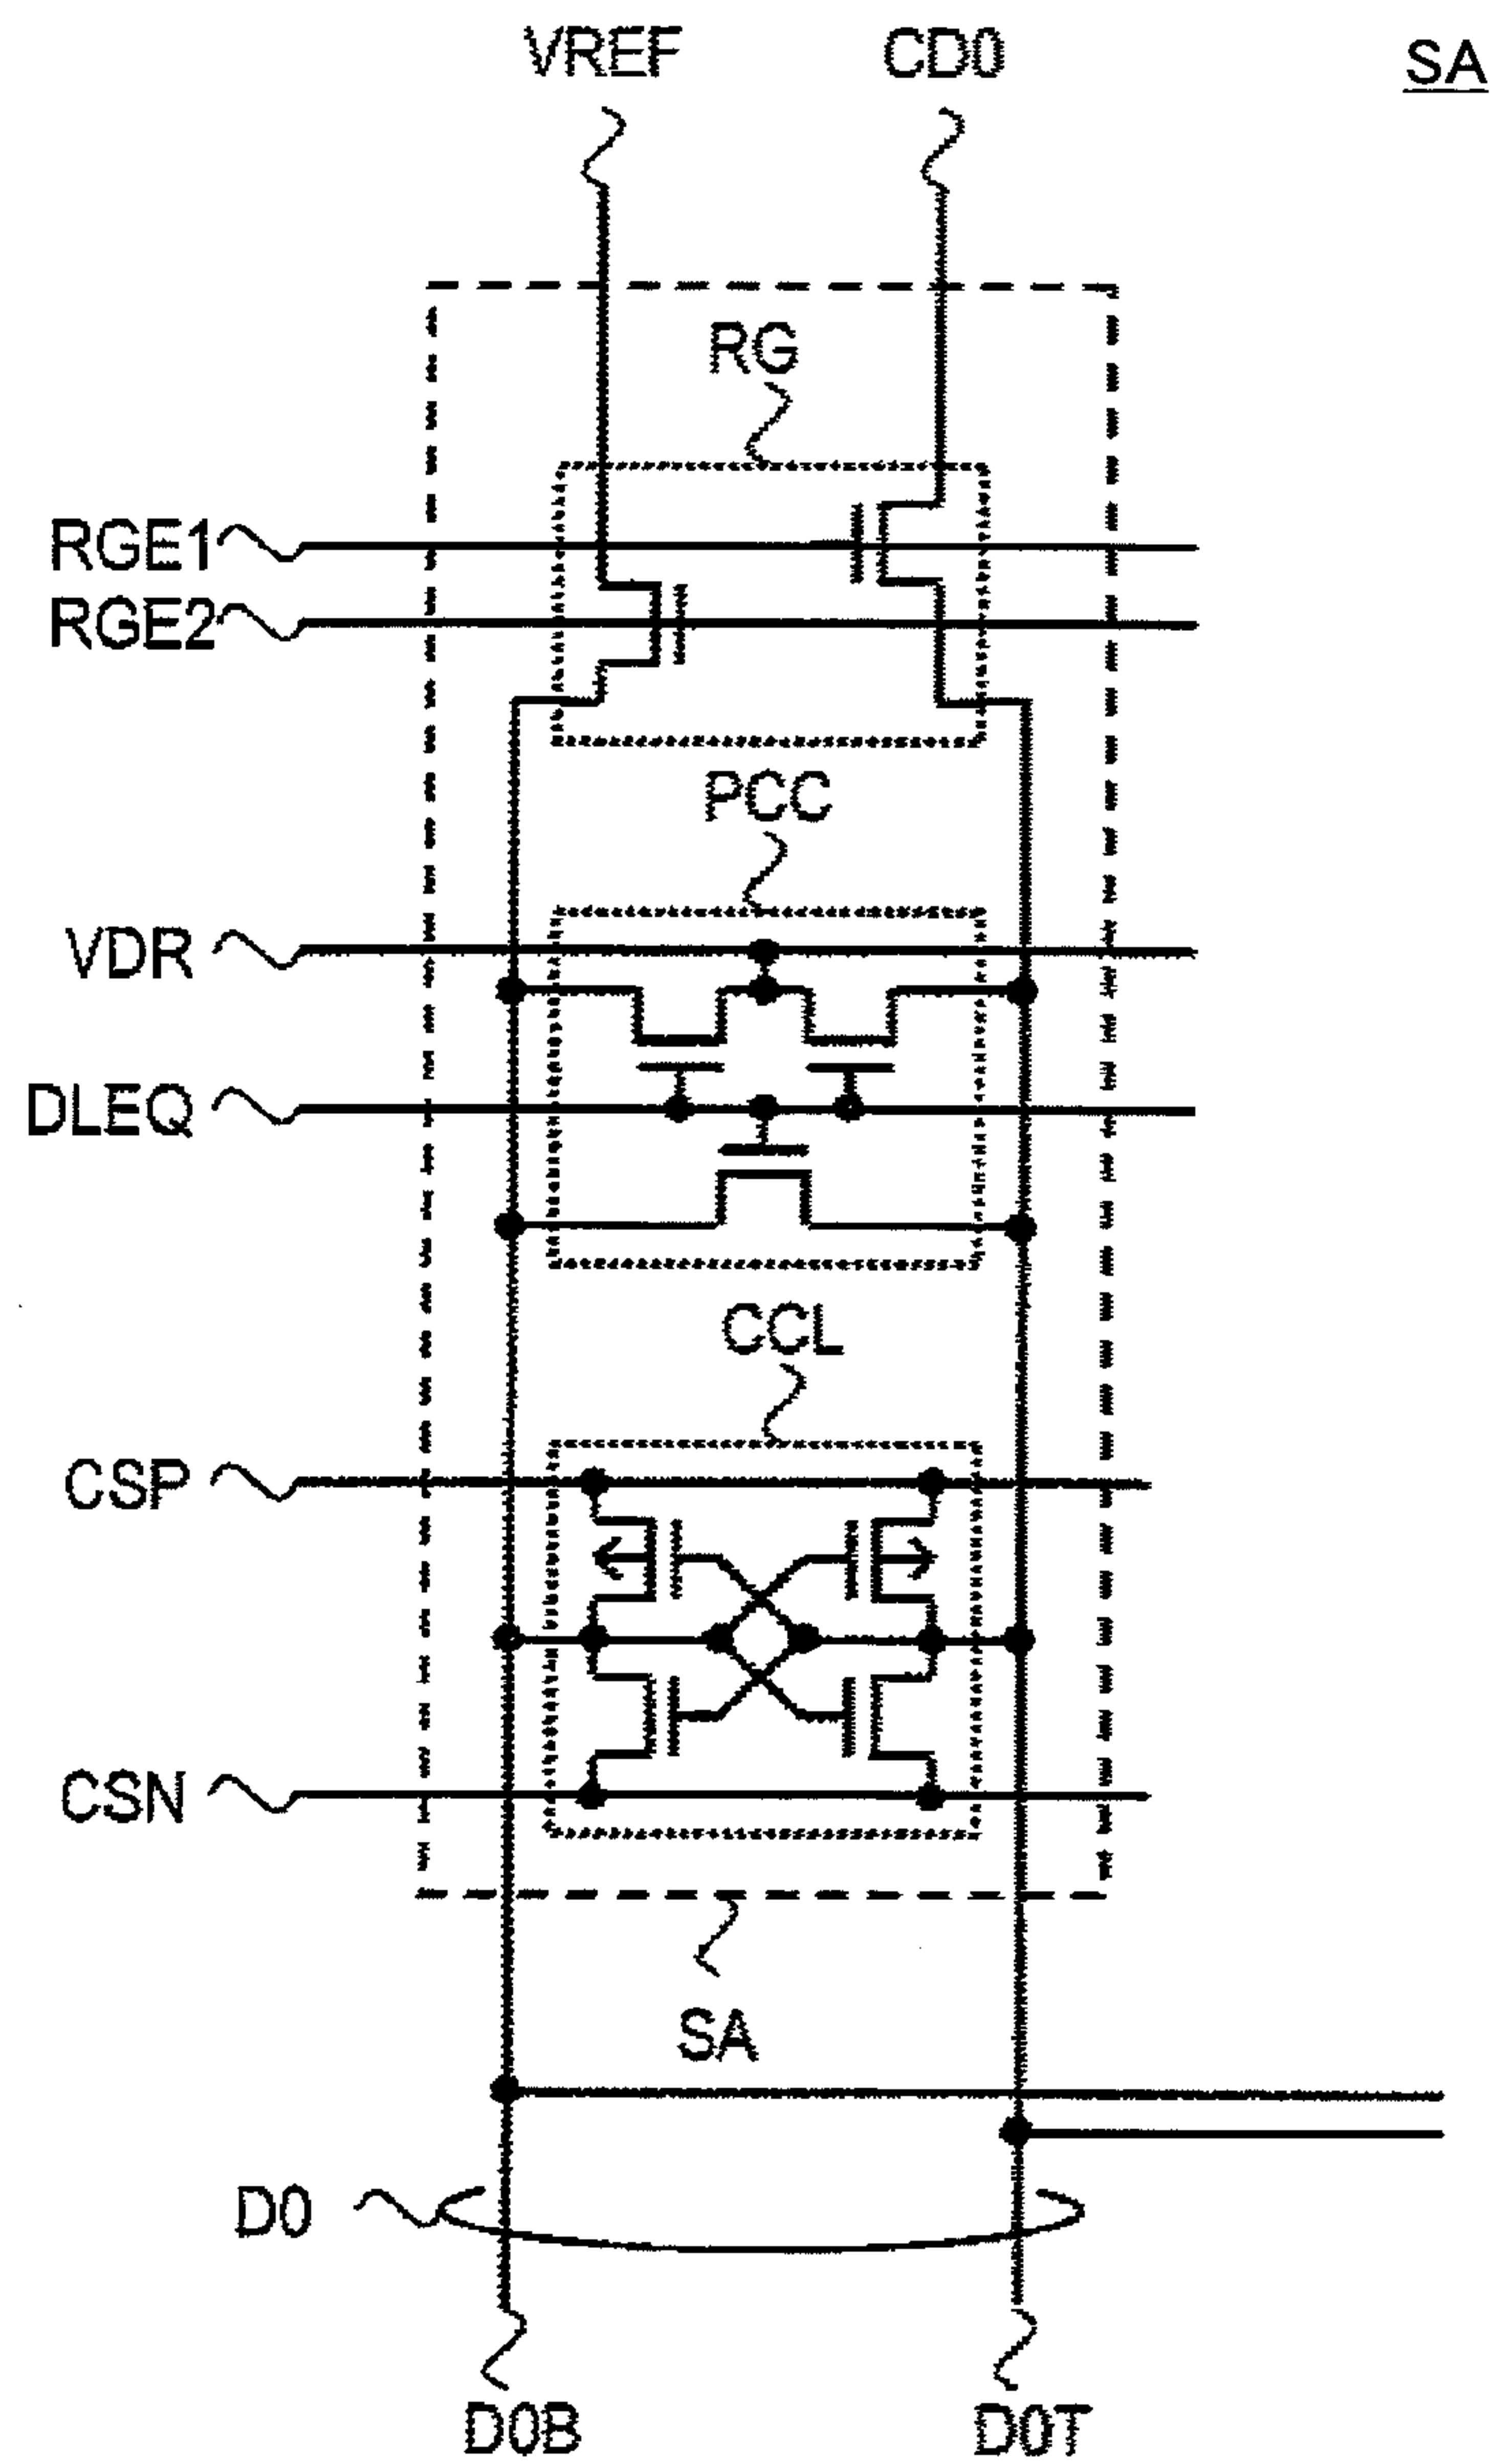 VREF CD0 SA
RG
RGE1
RGE2
PCC
VDR
DLEQ
CCL
CSP
CSN
SA
D0
D0B D0T